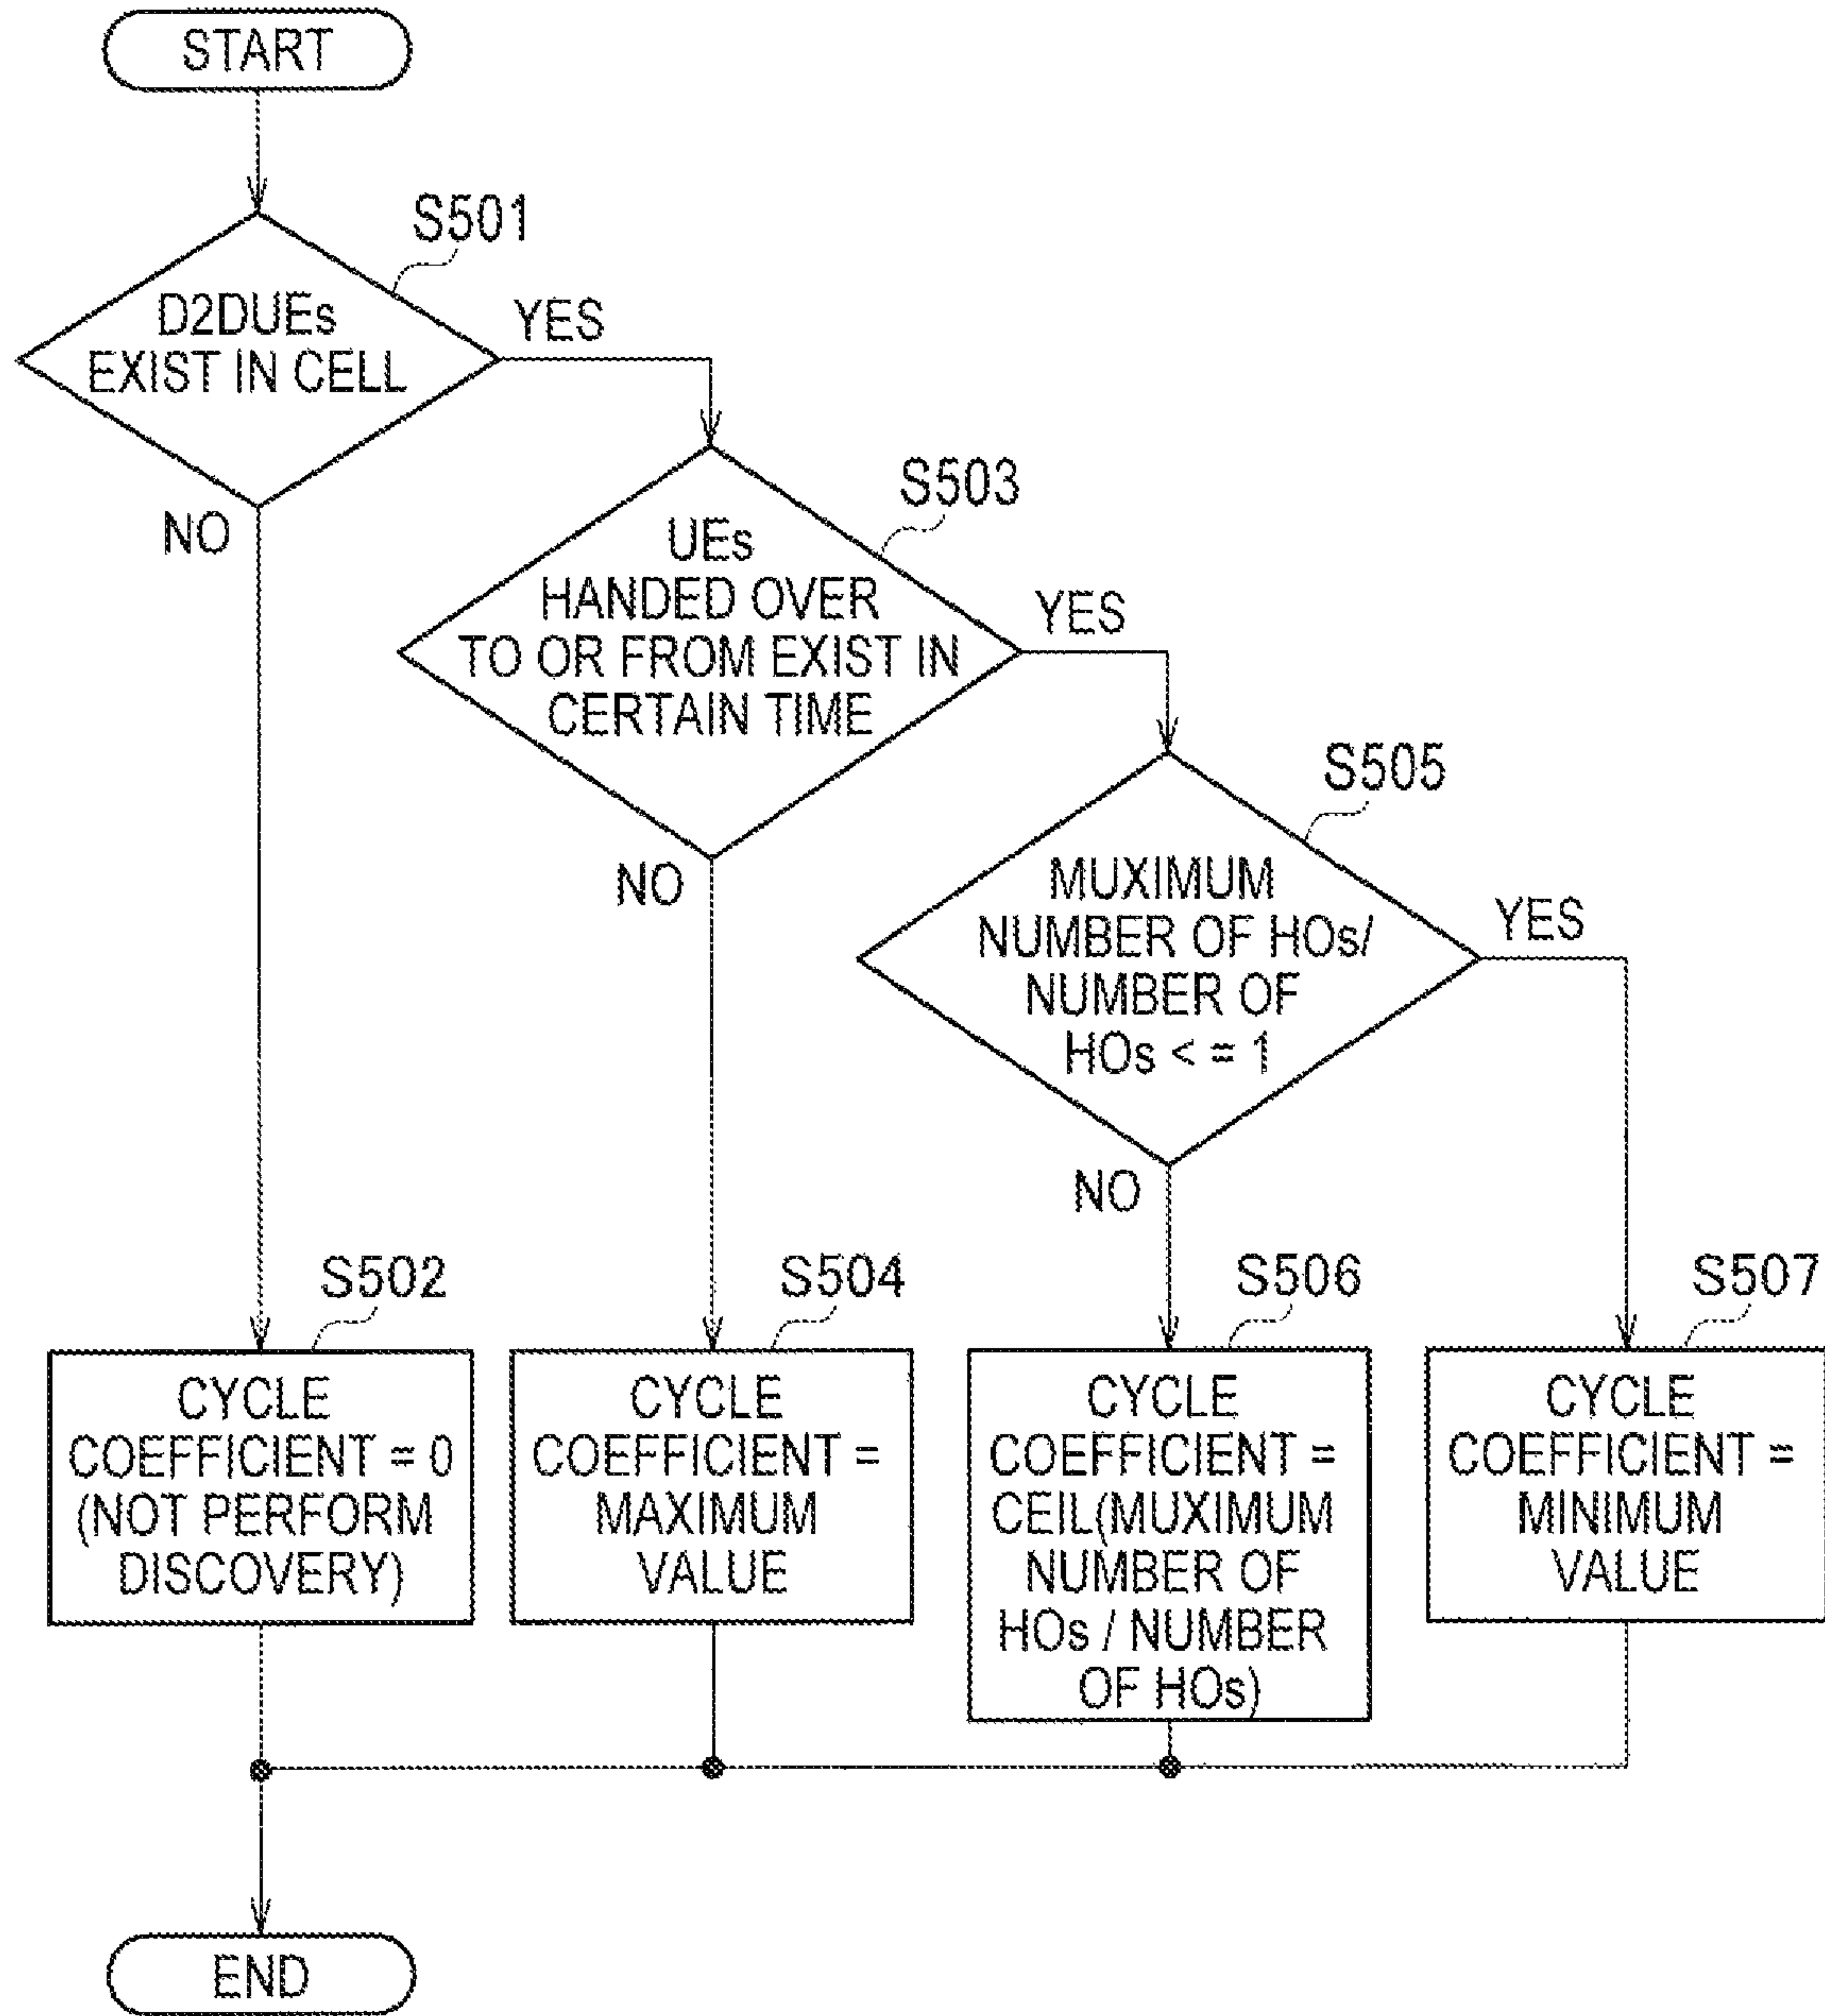 START
S501
D2DUEs
EXIST IN CELL
YES
NO
S503
UEs
HANDED OVER
TO OR FROM EXIST IN
CERTAIN TIME
YES
NO
S505
MUXIMUM
NUMBER OF HOs/
NUMBER OF
HOs < = 1
YES
NO
S502
CYCLE
COEFFICIENT = 0
(NOT PERFORM
DISCOVERY)
S504
CYCLE
COEFFICIENT =
MAXIMUM
VALUE
S506
CYCLE
COEFFICIENT =
CEIL(MUXIMUM
NUMBER OF
HOs / NUMBER
OF HOs)
S507
CYCLE
COEFFICIENT =
MINIMUM
VALUE
END